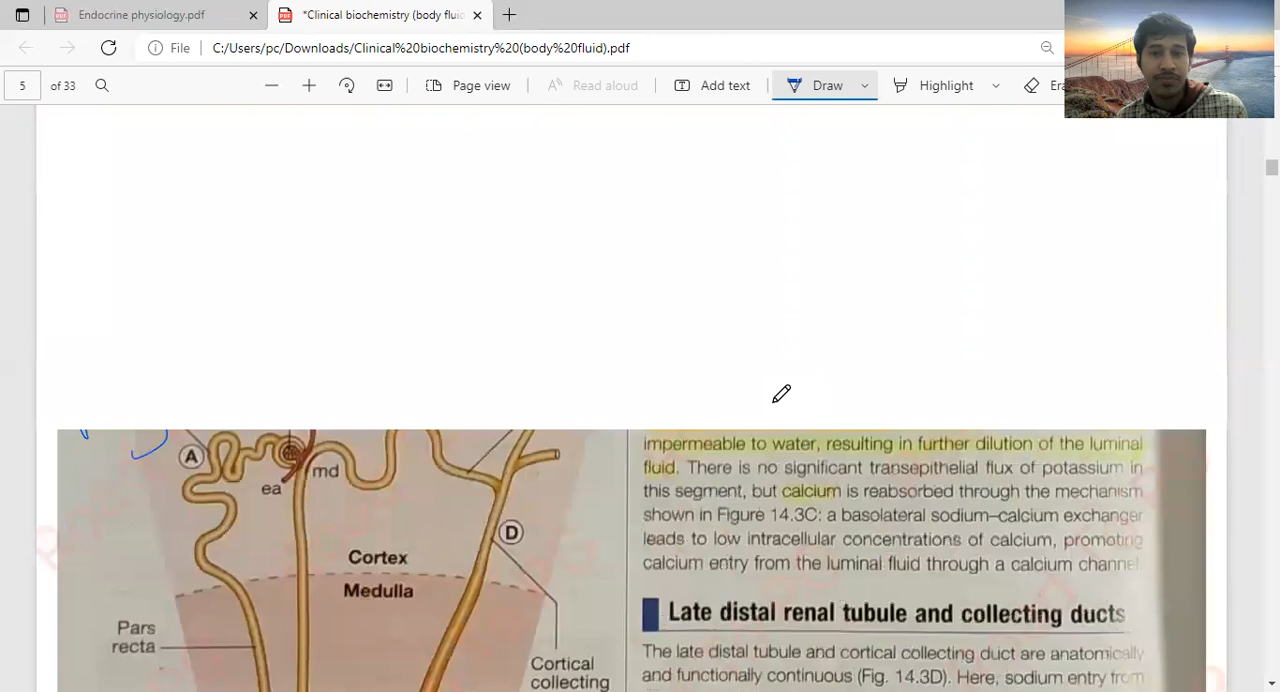 Endocrine physiology.pdf
*Clinical biochemistry (body fluid
File
C:/Users/pc/Downloads/Clinical%20biochemistry%20(body%20fluid).pdf
5 of 33
Page view
Read aloud
Add text
Draw
Highlight
Era
A
md
ea
D
Cortex
Medulla
Pars
recta
Cortical
collecting
impermeable to water, resulting in further dilution of the luminal
fluid. There is no significant transepithelial flux of potassium in
this segment, but calcium is reabsorbed through the mechanism
shown in Figure 14.3C: a basolateral sodium–calcium exchanger
leads to low intracellular concentrations of calcium, promoting
calcium entry from the luminal fluid through a calcium channel.
Late distal renal tubule and collecting ducts
The late distal tubule and cortical collecting duct are anatomically
and functionally continuous (Fig. 14.3D). Here, sodium entry from